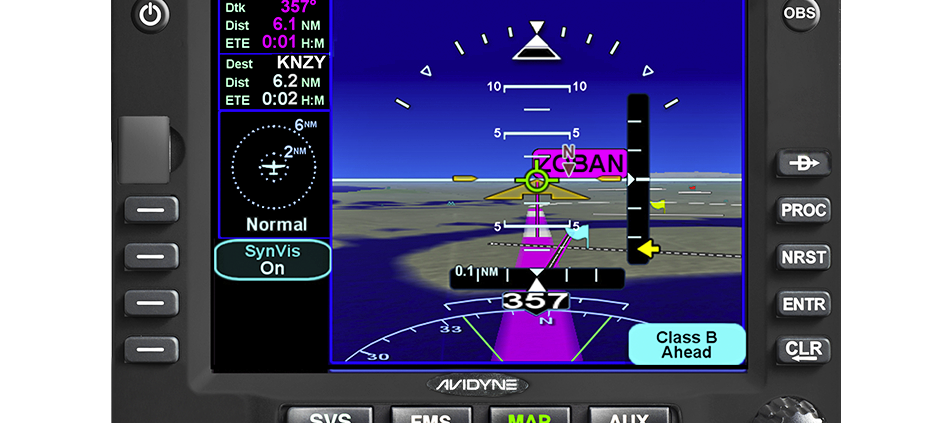 Dtk 357°
Dist 6.1 NM
ETE 0:01 H:M
Dest KNZY
Dist 6.2 NM
ETE 0:02 H:M
6NM
2NM
Normal
SynVis
On
OBS
10 10
5 5
N
ZOBAN
5 5
0.1 NM
357
N
33
30
Class B
Ahead
D
PROC
NRST
ENTR
CLR
AVIDYNE
SVS FMS MAP AUX